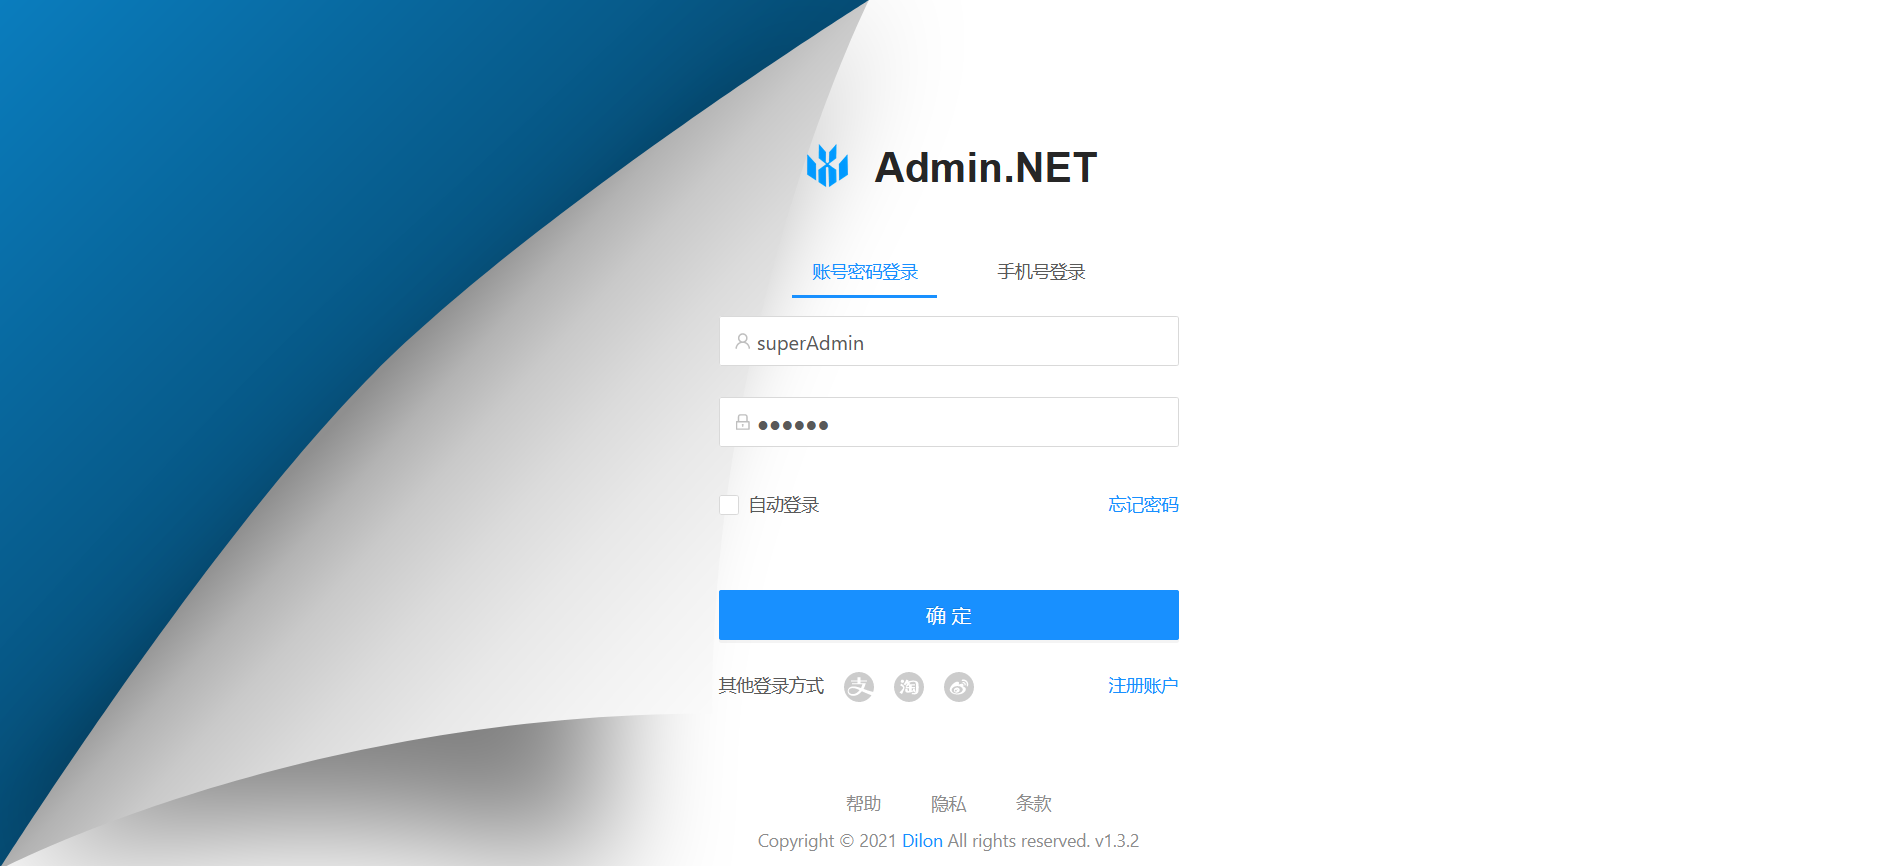 Admin.NET
账号密码登录 手机号登录
superAdmin
●●●●●●
自动登录 忘记密码
确 定
其他登录方式 支 淘 注册账户
帮助 隐私 条款
Copyright © 2021 Dilon All rights reserved. v1.3.2